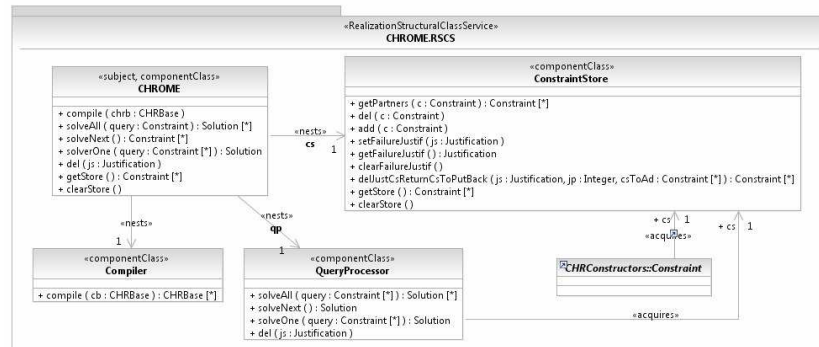 «RealizationStructuralClassService»
CHROME.RSCS
«subject, componentClass»
CHROME
+ compile ( chrb : CHRBase )
+ solveAll ( query : Constraint ) : Solution [*]
+ solveNext ( ) : Constraint [*]
+ solverOne ( query : Constraint [*] ) : Solution
+ del ( js : Justification )
+ getStore ( ) : Constraint [*]
+ clearStore ( )
«nests»
cs
1
«componentClass»
ConstraintStore
+ getPartners ( c : Constraint ) : Constraint [*]
+ del ( c : Constraint )
+ add ( c : Constraint )
+ setFailureJustif ( js : Justification )
+ getFailureJustif ( ) : Justification
+ clearFailureJustif ( )
+ delJustCsReturnCsToPutBack ( js : Justification, jp : Integer, csToAd : Constraint [*] ) : Constraint [*]
+ getStore ( ) : Constraint [*]
+ clearStore ( )
«nests»
1
«nests»
qp
1
+ cs 1
«acquires»
+ cs 1
«componentClass»
Compiler
+ compile ( cb : CHRBase ) : CHRBase [*]
«componentClass»
QueryProcessor
+ solveAll ( query : Constraint [*] ) : Solution [*]
+ solveNext ( ) : Solution
+ solveOne ( query : Constraint [*] ) : Solution
+ del ( js : Justification )
CHRConstructors::Constraint
«acquires»